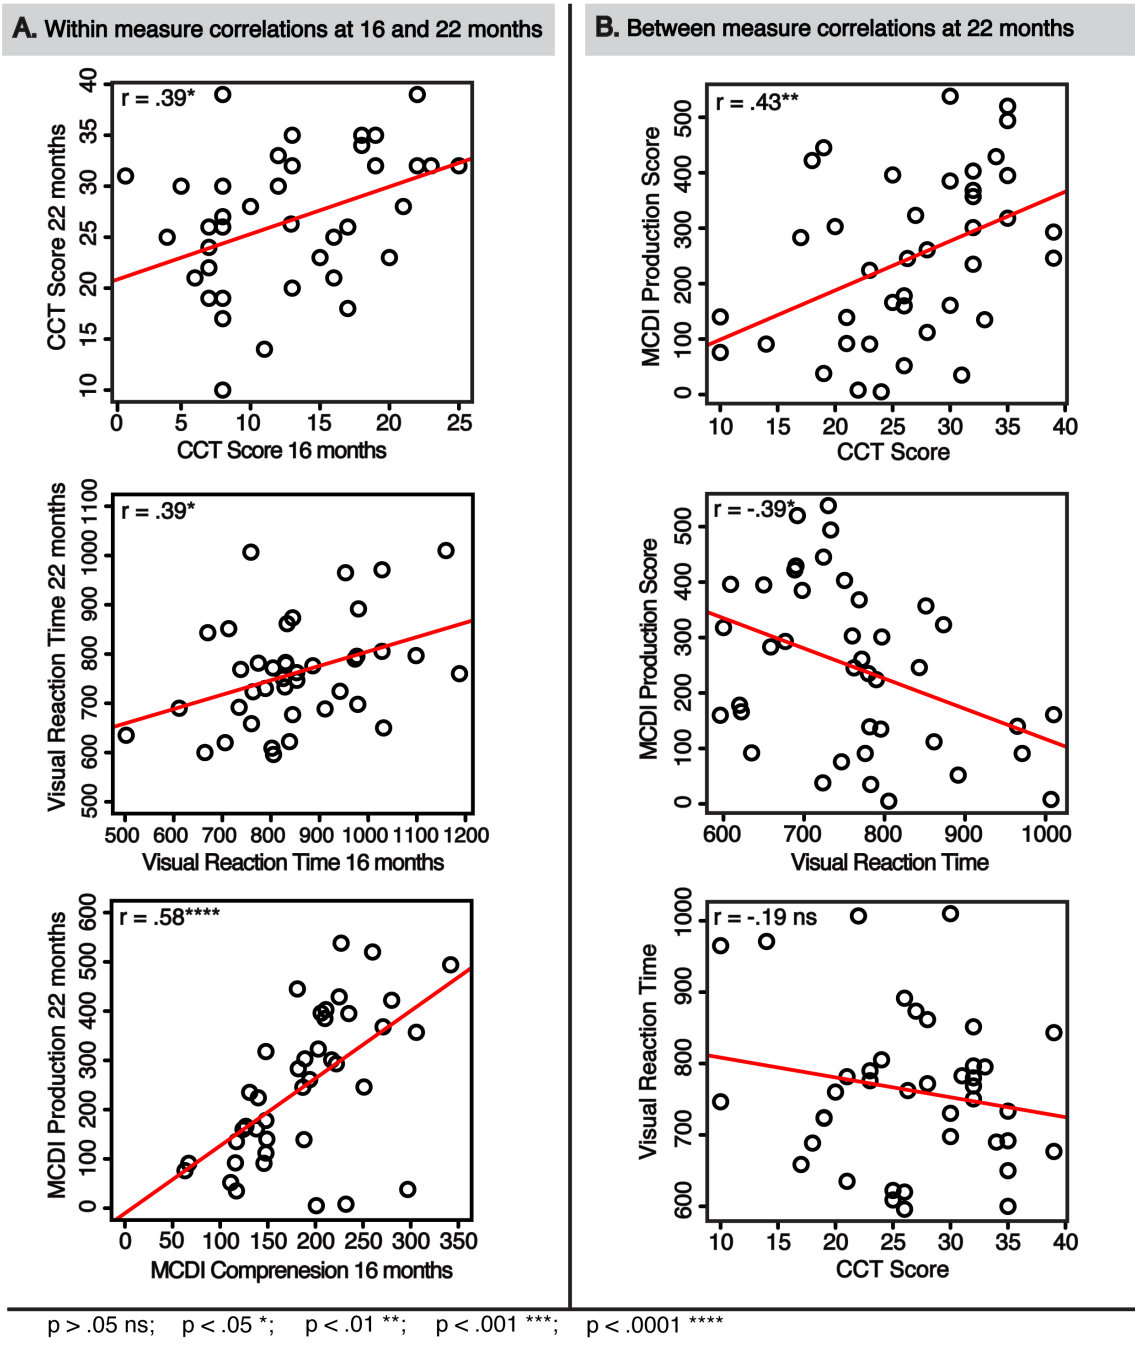 A. Within measure correlations at 16 and 22 months
r = .39*
CCT Score 22 months
40
35
30
25
20
15
10
0 5 10 15 20 25
CCT Score 16 months
r = .39*
Visual Reaction Time 22 months
1100
1000
900
800
700
600
500
500 600 700 800 900 1000 1100 1200
Visual Reaction Time 16 months
r = .58****
MCDI Production 22 months
600
500
400
300
200
100
0
0 50 100 150 200 250 300 350
MCDI Comprenesion 16 months
B. Between measure correlations at 22 months
r = .43**
MCDI Production Score
500
400
300
200
100
0
10 15 20 25 30 35 40
CCT Score
r = -.39*
MCDI Production Score
500
400
300
200
100
0
600 700 800 900 1000
Visual Reaction Time
r = -.19 ns
Visual Reaction Time
1000
900
800
700
600
10 15 20 25 30 35 40
CCT Score
p > .05 ns; p < .05 *; p < .01 **; p < .001 ***; p < .0001 ****